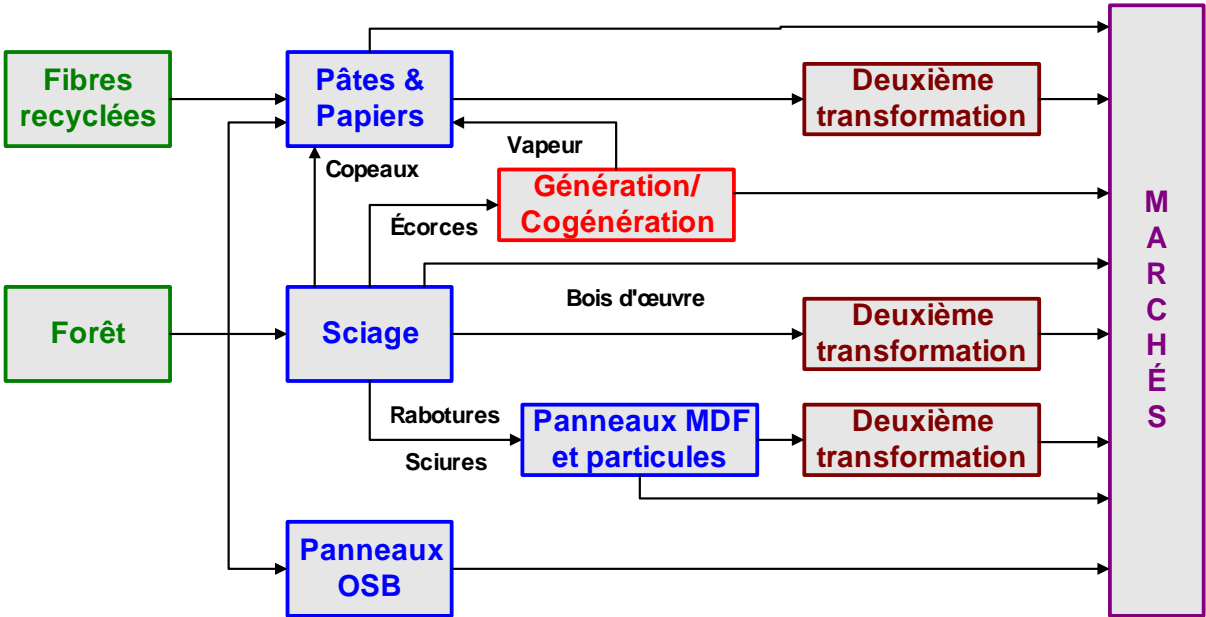 Fibres
recyclées
Pâtes &
Papiers
Deuxième
transformation
Vapeur
Copeaux
Génération/
Cogénération
Écorces
Bois d'œuvre
Forêt
Sciage
Deuxième
transformation
Rabotures
Sciures
Panneaux MDF
et particules
Deuxième
transformation
Panneaux
OSB
M
A
R
C
H
É
S